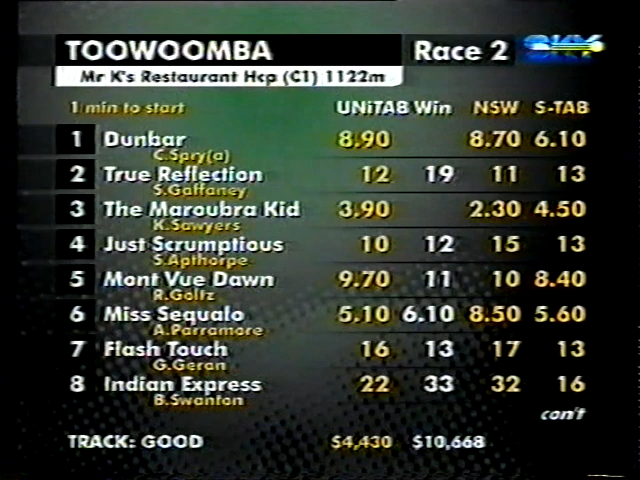 TOOWOOMBA Race 2 SKY
Mr K's Restaurant Hcp (C1) 1122m
1 min to start UNiTAB Win NSW S-TAB
1 Dunbar 8.90 8.70 6.10
C.Spry(a)
2 True Reflection 12 19 11 13
S.Gaffaney
3 The Maroubra Kid 3.90 2.30 4.50
K.Sawyers
4 Just Scrumptious 10 12 15 13
S.Apthorpe
5 Mont Vue Dawn 9.70 11 10 8.40
R.Goltz
6 Miss Sequalo 5.10 6.10 8.50 5.60
A.Parramore
7 Flash Touch 16 13 17 13
G.Geran
8 Indian Express 22 33 32 16
B.Swanton
con't
TRACK: GOOD $4,430 $10,668